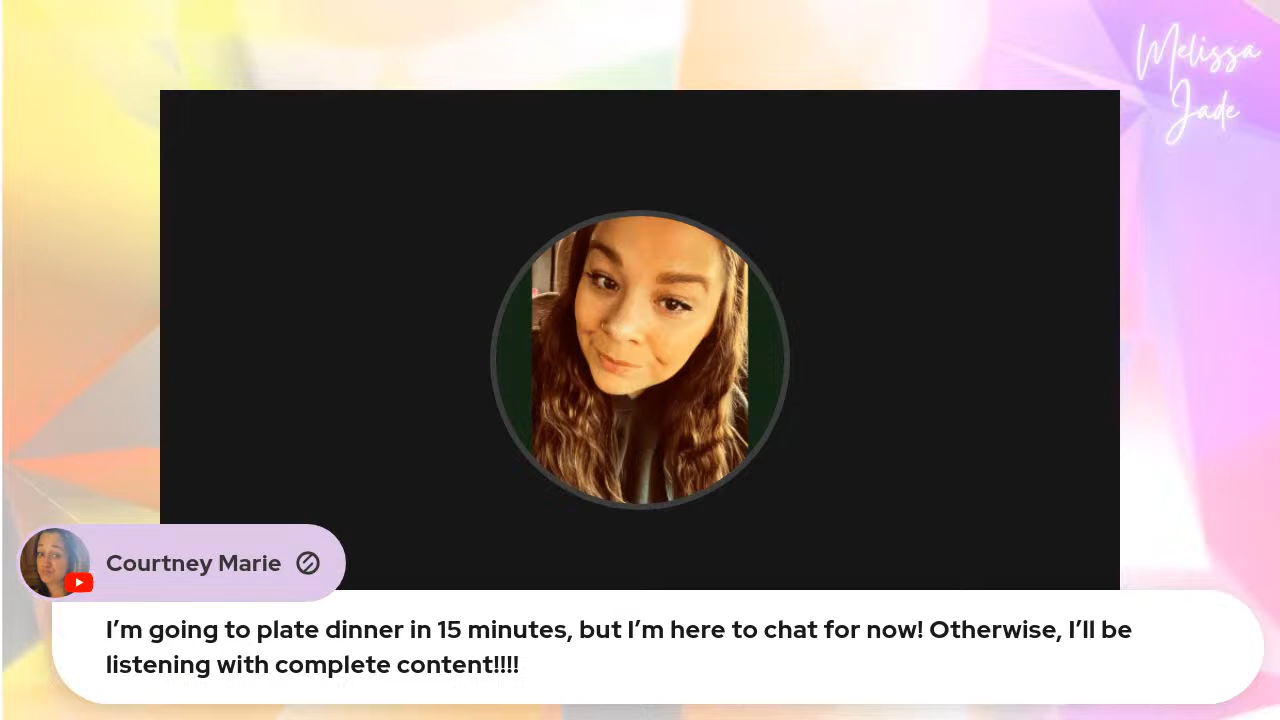 Melissa
Jade
Courtney Marie
I’m going to plate dinner in 15 minutes, but I’m here to chat for now! Otherwise, I’ll be
listening with complete content!!!!